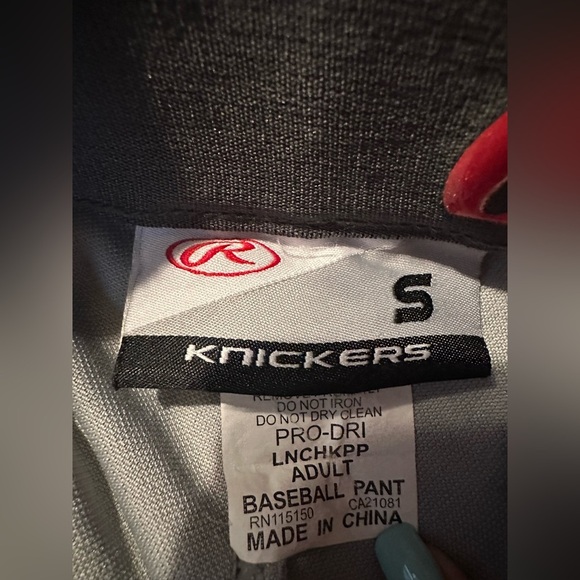 R
S
KNICKERS
DO NOT IRON
DO NOT DRY CLEAN
PRO-DRI
LNCHKPP
ADULT
BASEBALL PANT
RN115150 CA21081
MADE IN CHINA